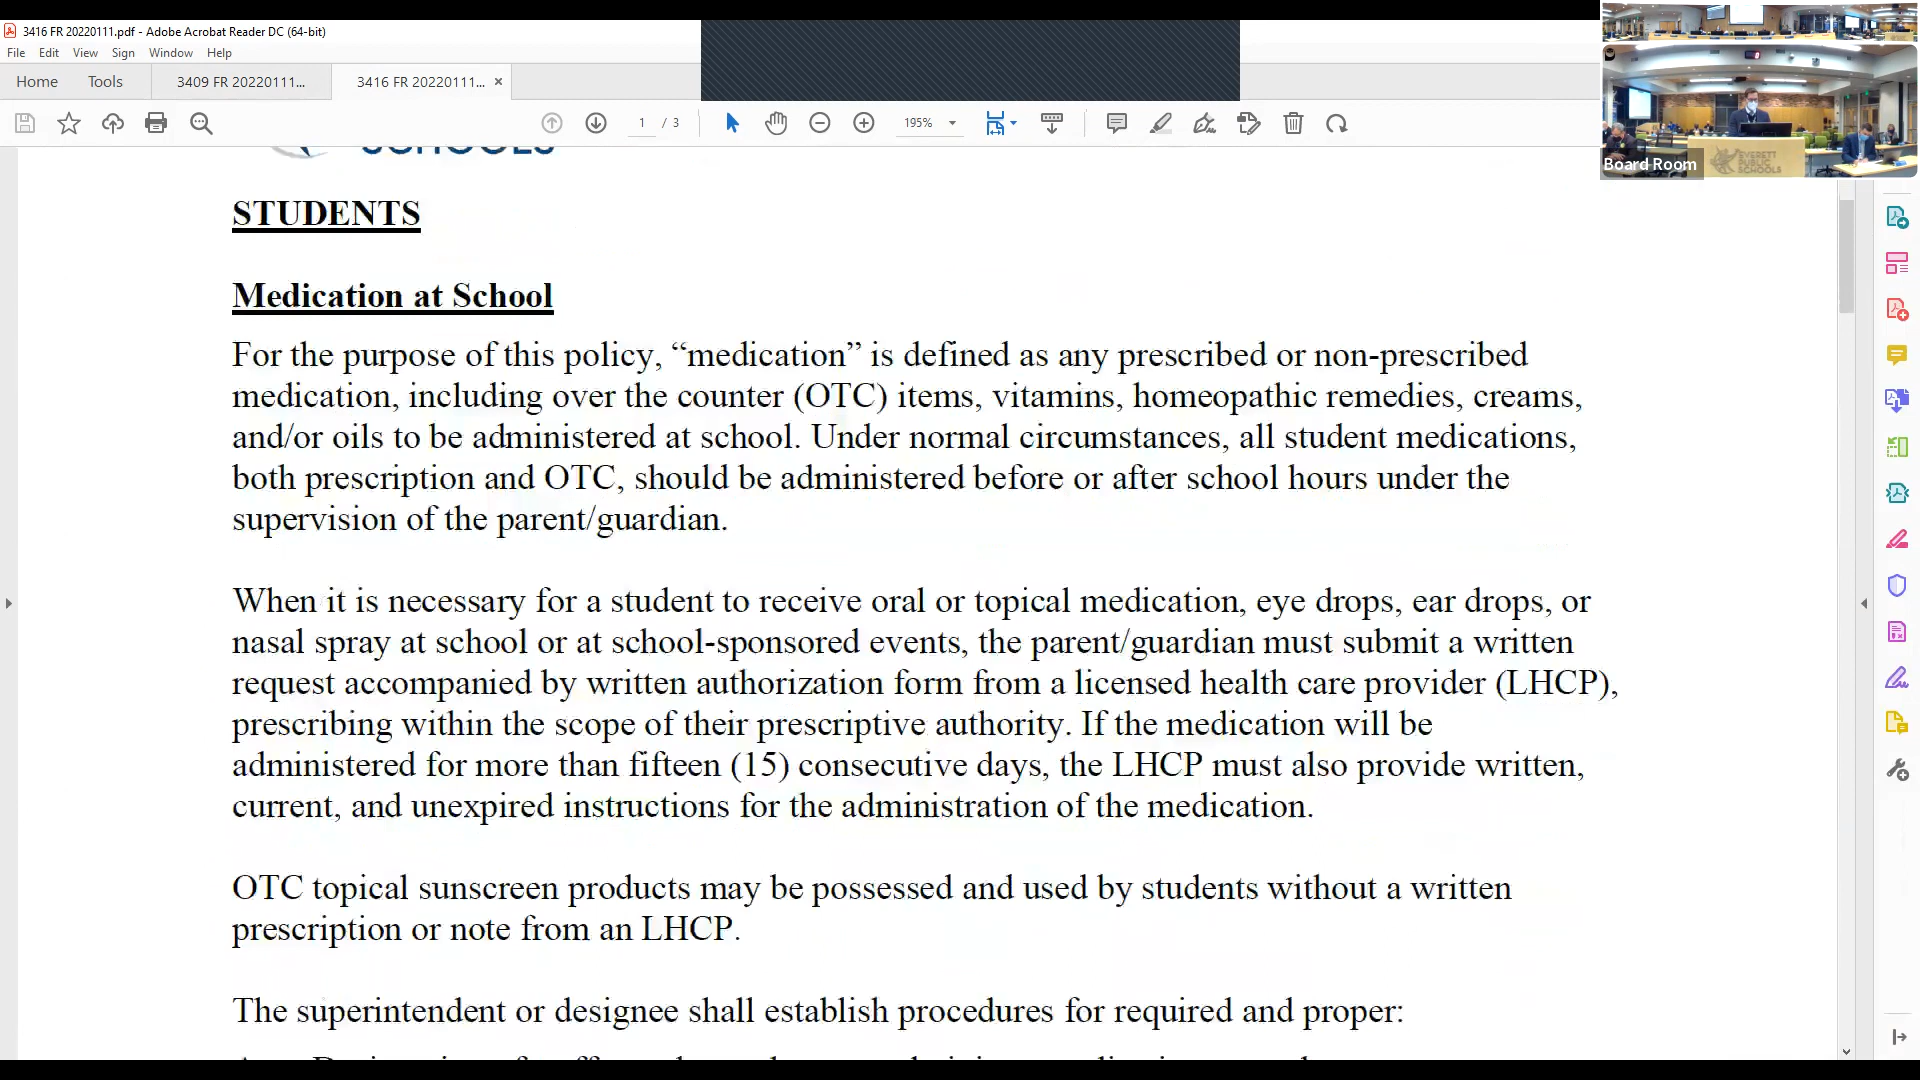 3416 FR 20220111.pdf - Adobe Acrobat Reader DC (64-bit)
File Edit View Sign Window Help
Home Tools 3409 FR 20220111... 3416 FR 20220111... ×
1 / 3 195%
Board Room
EVERETT
PUBLIC
SCHOOLS
SCHOOLS
STUDENTS
Medication at School
For the purpose of this policy, “medication” is defined as any prescribed or non-prescribed
medication, including over the counter (OTC) items, vitamins, homeopathic remedies, creams,
and/or oils to be administered at school. Under normal circumstances, all student medications,
both prescription and OTC, should be administered before or after school hours under the
supervision of the parent/guardian.
When it is necessary for a student to receive oral or topical medication, eye drops, ear drops, or
nasal spray at school or at school-sponsored events, the parent/guardian must submit a written
request accompanied by written authorization form from a licensed health care provider (LHCP),
prescribing within the scope of their prescriptive authority. If the medication will be
administered for more than fifteen (15) consecutive days, the LHCP must also provide written,
current, and unexpired instructions for the administration of the medication.
OTC topical sunscreen products may be possessed and used by students without a written
prescription or note from an LHCP.
The superintendent or designee shall establish procedures for required and proper: